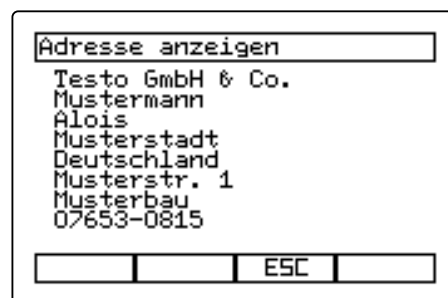 Adresse anzeigen
Testo GmbH & Co.
Mustermann
Alois
Musterstadt
Deutschland
Musterstr. 1
Musterbau
07653-0815
ESC